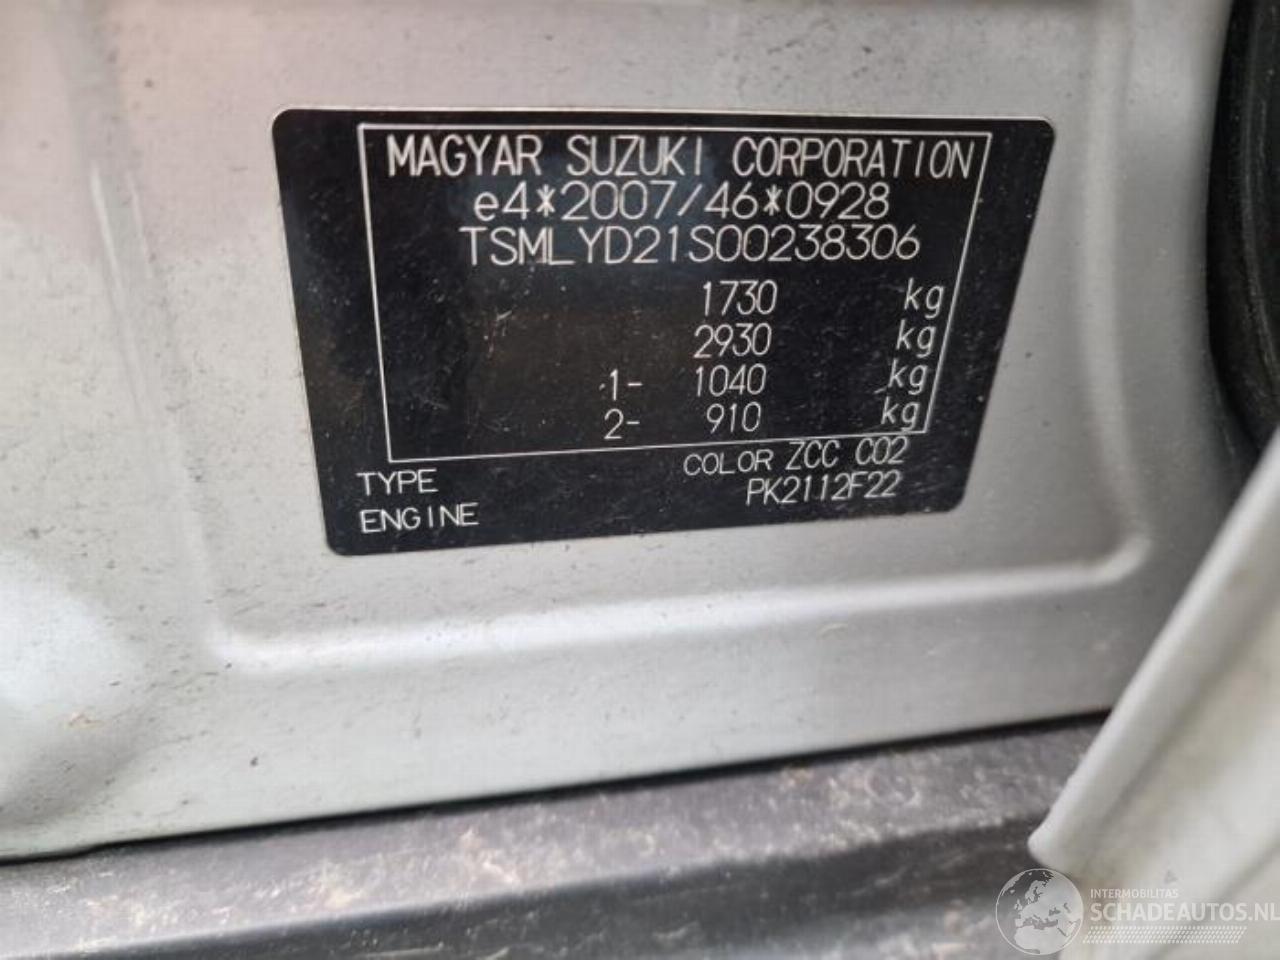 MAGYAR SUZUKI CORPORATION
e4*2007/46*0928
TSMLYD21S00238306
1730 kg
2930 kg
1- 1040 kg
2- 910 kg
COLOR ZCC C02
TYPE PK2112F22
ENGINE
INTERMOBILITAS
SCHADEAUTOS.NL